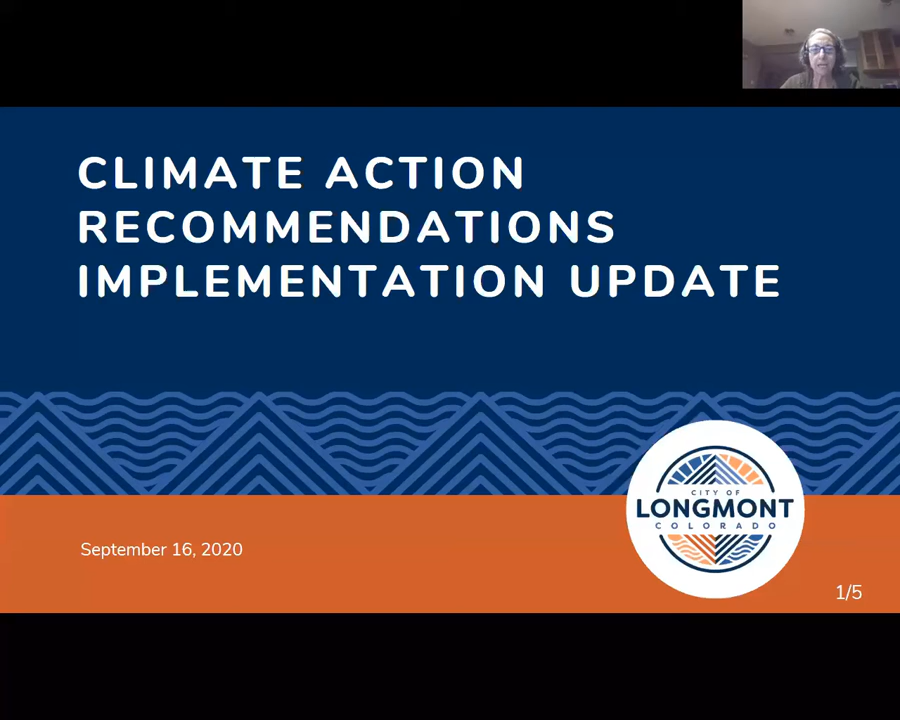 CLIMATE ACTION
RECOMMENDATIONS
IMPLEMENTATION UPDATE
CITY OF
LONGMONT
COLORADO
September 16, 2020
1/5